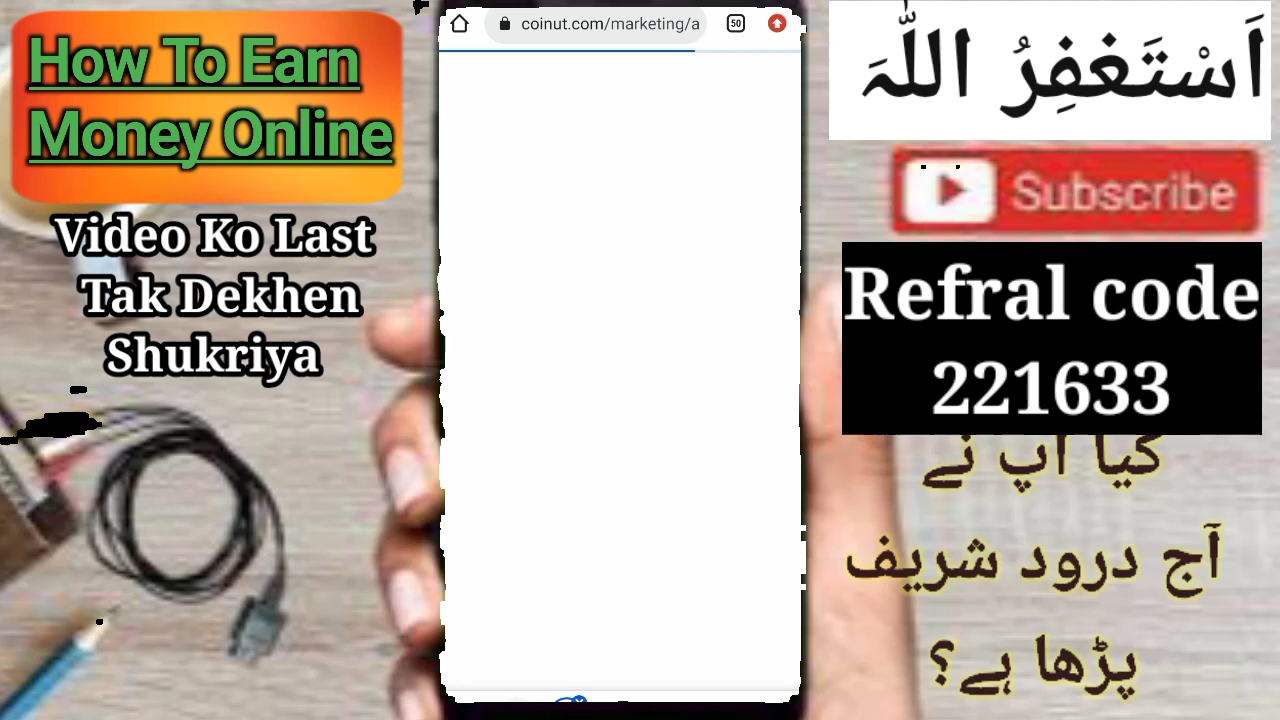 How To Earn
Money Online
Video Ko Last
Tak Dekhen
Shukriya
coinut.com/marketing/a
50
اَسْتَغفِرُ اللّٰہَ
Subscribe
Refral code
221633
کیا آپ نے
آج درود شریف
پڑھا ہے؟